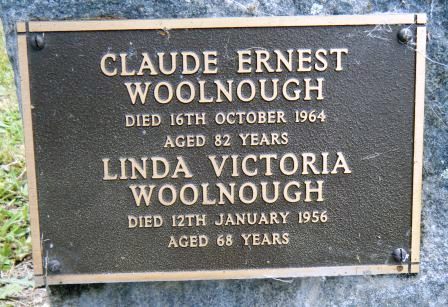 CLAUDE ERNEST
WOOLNOUGH
DIED 16TH OCTOBER 1964
AGED 82 YEARS
LINDA VICTORIA
WOOLNOUGH
DIED 12TH JANUARY 1956
AGED 68 YEARS